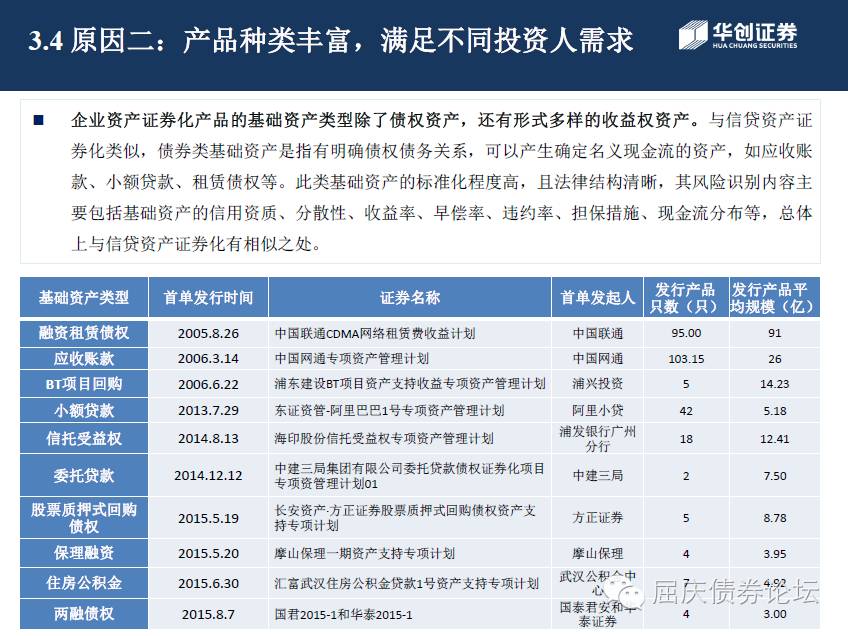 3.4 原因二：产品种类丰富，满足不同投资人需求
华创证券
HUA CHUANG SECURITIES
■ 企业资产证券化产品的基础资产类型除了债权资产，还有形式多样的收益权资产。与信贷资产证
券化类似，债券类基础资产是指有明确债权债务关系，可以产生确定名义现金流的资产，如应收账
款、小额贷款、租赁债权等。此类基础资产的标准化程度高，且法律结构清晰，其风险识别内容主
要包括基础资产的信用资质、分散性、收益率、早偿率、违约率、担保措施、现金流分布等，总体
上与信贷资产证券化有相似之处。
基础资产类型 首单发行时间 证券名称 首单发起人 发行产品只数（只） 发行产品平均规模（亿）
融资租赁债权 2005.8.26 中国联通CDMA网络租赁费收益计划 中国联通 95.00 91
应收账款 2006.3.14 中国网通专项资产管理计划 中国网通 103.15 26
BT项目回购 2006.6.22 浦东建设BT项目资产支持收益专项资产管理计划 浦兴投资 5 14.23
小额贷款 2013.7.29 东证资管-阿里巴巴1号专项资产管理计划 阿里小贷 42 5.18
信托受益权 2014.8.13 海印股份信托受益权专项资产管理计划 浦发银行广州分行 18 12.41
委托贷款 2014.12.12 中建三局集团有限公司委托贷款债权证券化项目专项资管理计划01 中建三局 2 7.50
股票质押式回购债权 2015.5.19 长安资产·方正证券股票质押式回购债权资产支持专项计划 方正证券 5 8.78
保理融资 2015.5.20 摩山保理一期资产支持专项计划 摩山保理 4 3.95
住房公积金 2015.6.30 汇富武汉住房公积金贷款1号资产支持专项计划 武汉公积金中心 7 4.92
两融债权 2015.8.7 国君2015-1和华泰2015-1 国泰君安和华泰证券 4 3.00
屈庆债券论坛